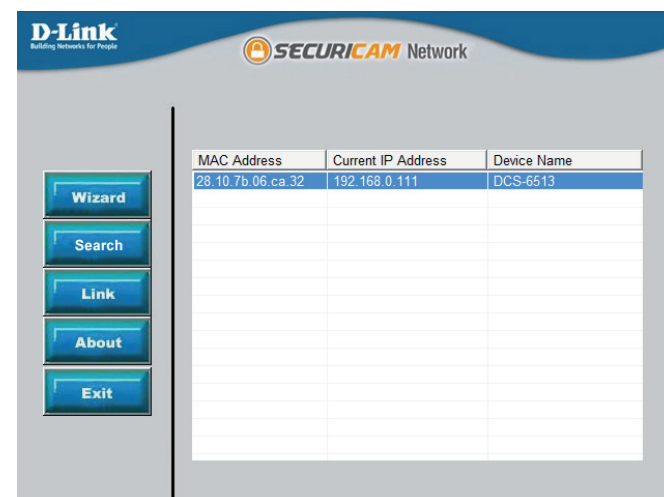 D-Link
Building Networks for People
SECURICAM Network
MAC Address Current IP Address Device Name
28.10.7b.06.ca.32 192.168.0.111 DCS-6513
Wizard
Search
Link
About
Exit